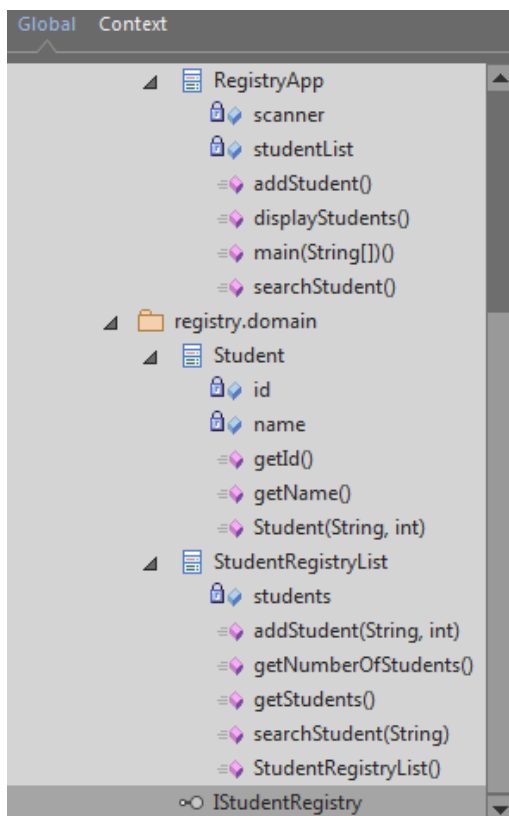 Global Context
RegistryApp
scanner
studentList
addStudent()
displayStudents()
main(String[])()
searchStudent()
registry.domain
Student
id
name
getId()
getName()
Student(String, int)
StudentRegistryList
students
addStudent(String, int)
getNumberOfStudents()
getStudents()
searchStudent(String)
StudentRegistryList()
IStudentRegistry